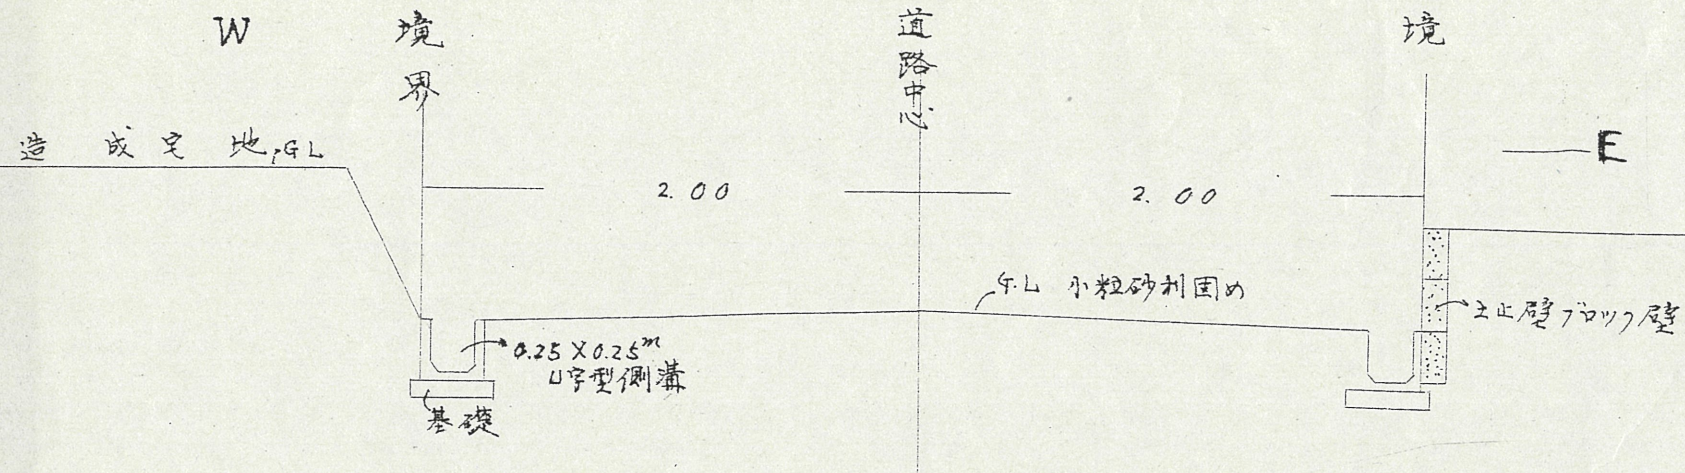 W
境界
道路中心
境
造成宅地,GL
E
2.00
2.00
G.L 小粒砂利固め
土止壁ブロック壁
0.25×0.25m
U字型側溝
基礎